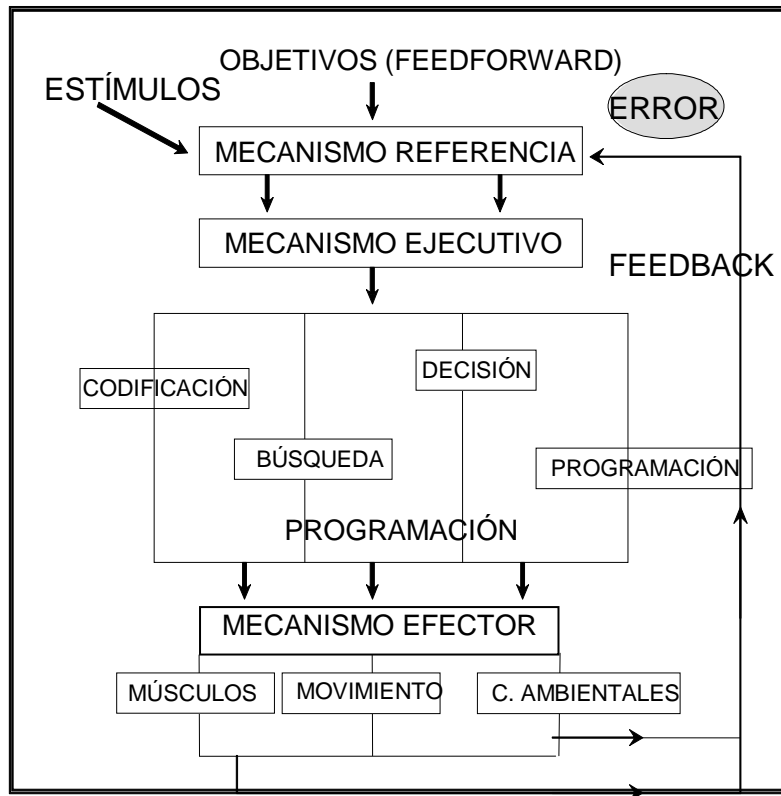 OBJETIVOS (FEEDFORWARD)
ESTÍMULOS
ERROR
MECANISMO REFERENCIA
MECANISMO EJECUTIVO
FEEDBACK
DECISIÓN
CODIFICACIÓN
BÚSQUEDA
PROGRAMACIÓN
PROGRAMACIÓN
MECANISMO EFECTOR
MÚSCULOS
MOVIMIENTO
C. AMBIENTALES